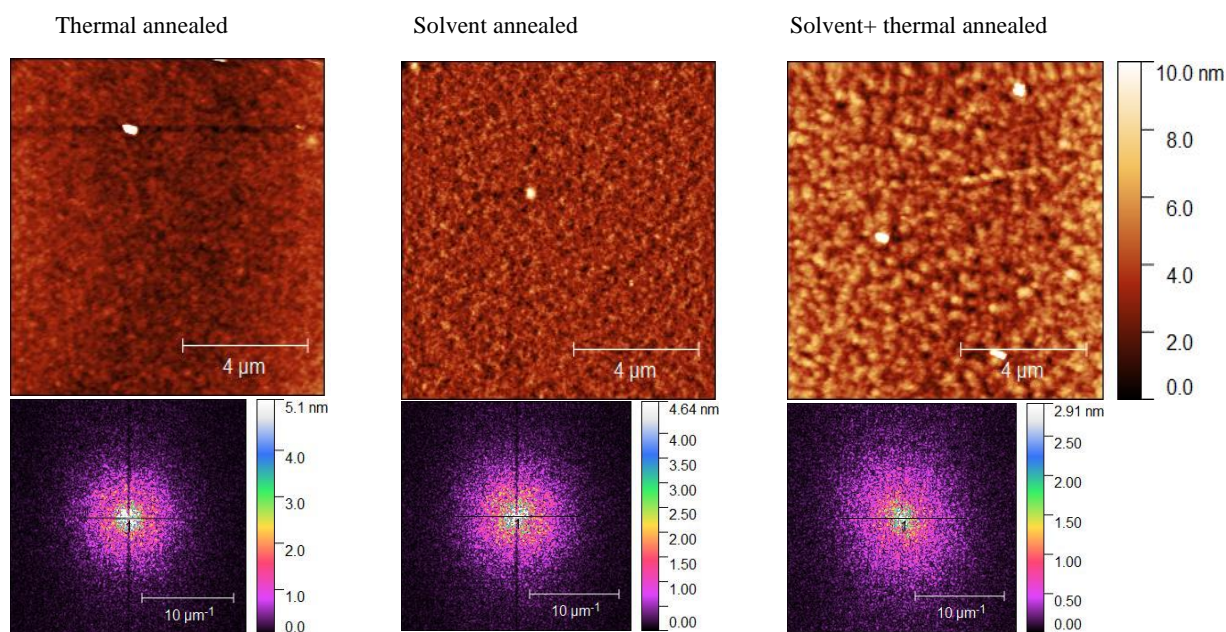 Thermal annealed
Solvent annealed
Solvent+ thermal annealed
4 µm
4 µm
4 µm
10.0 nm
8.0
6.0
4.0
2.0
0.0
5.1 nm
4.0
3.0
2.0
1.0
0.0
10 µm-1
4.64 nm
4.00
3.50
3.00
2.50
2.00
1.50
1.00
0.50
0.00
10 µm-1
2.91 nm
2.50
2.00
1.50
1.00
0.50
0.00
10 µm-1